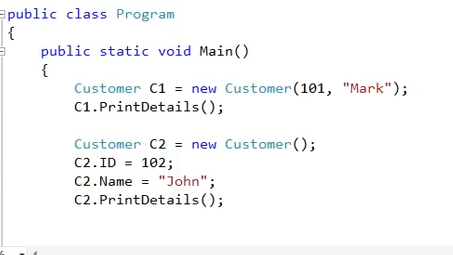 public class Program
{
    public static void Main()
    {
        Customer C1 = new Customer(101, "Mark");
        C1.PrintDetails();

        Customer C2 = new Customer();
        C2.ID = 102;
        C2.Name = "John";
        C2.PrintDetails();